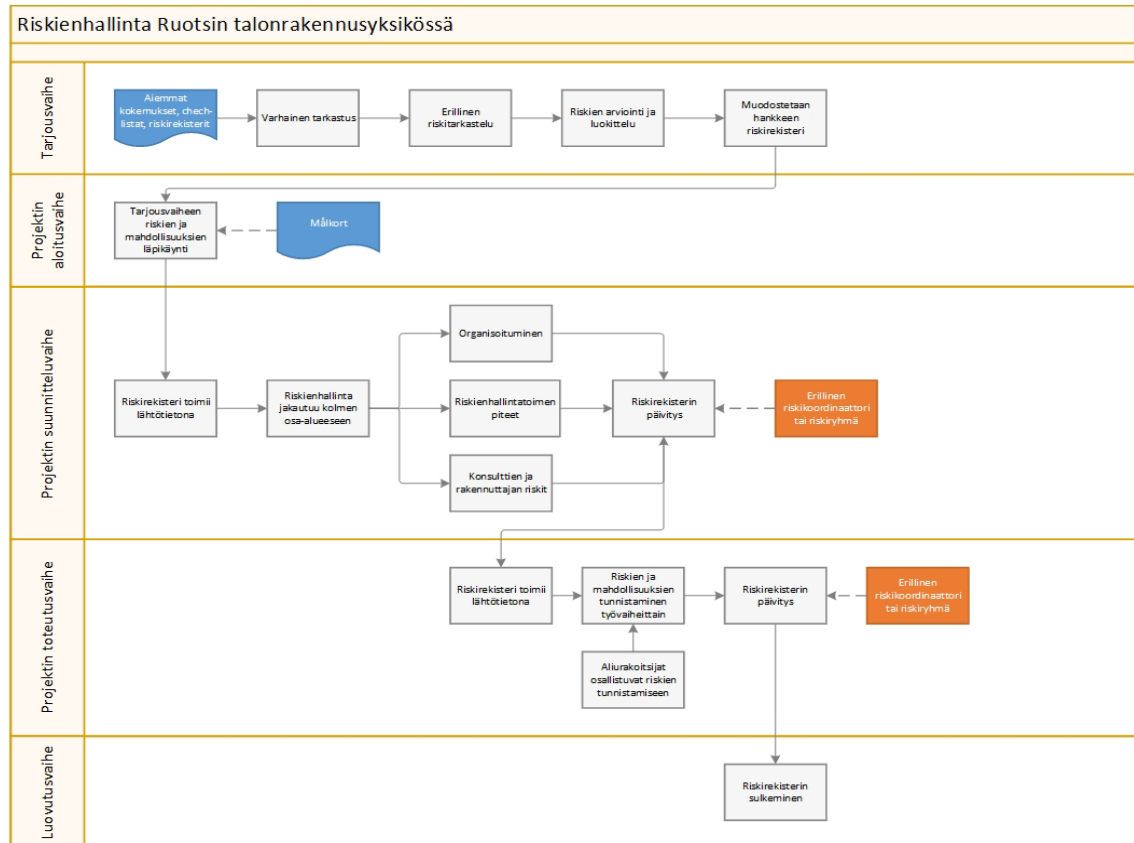 Riskienhallinta Ruotsin talonrakennusyksikössä
Tarjousvaihe
Aiemmat
kokemukset, chech-
listat, riskirekisterit
Varhainen tarkastus
Erillinen
riskitarkastelu
Riskien arviointi ja
luokittelu
Muodostetaan
hankkeen
riskirekisteri
Projektin
aloitusvaihe
Tarjousvaiheen
riskien ja
mahdollisuuksien
läpikäynti
Målkort
Projektin suunnitteluvaihe
Riskirekisteri toimii
lähtötietona
Riskienhallinta
jakautuu kolmen
osa-alueeseen
Organisoituminen
Riskienhallintatoimen
piteet
Konsulttien ja
rakennuttajan riskit
Riskirekisterin
päivitys
Erillinen
riskikoordinaattori
tai riskiryhmä
Projektin toteutusvaihe
Riskirekisteri toimii
lähtötietona
Riskien ja
mahdollisuuksien
tunnistaminen
työvaiheittain
Aliurakoitsijat
osallistuvat riskien
tunnistamiseen
Riskirekisterin
päivitys
Erillinen
riskikoordinaattori
tai riskiryhmä
Luovutusvaihe
Riskirekisterin
sulkeminen